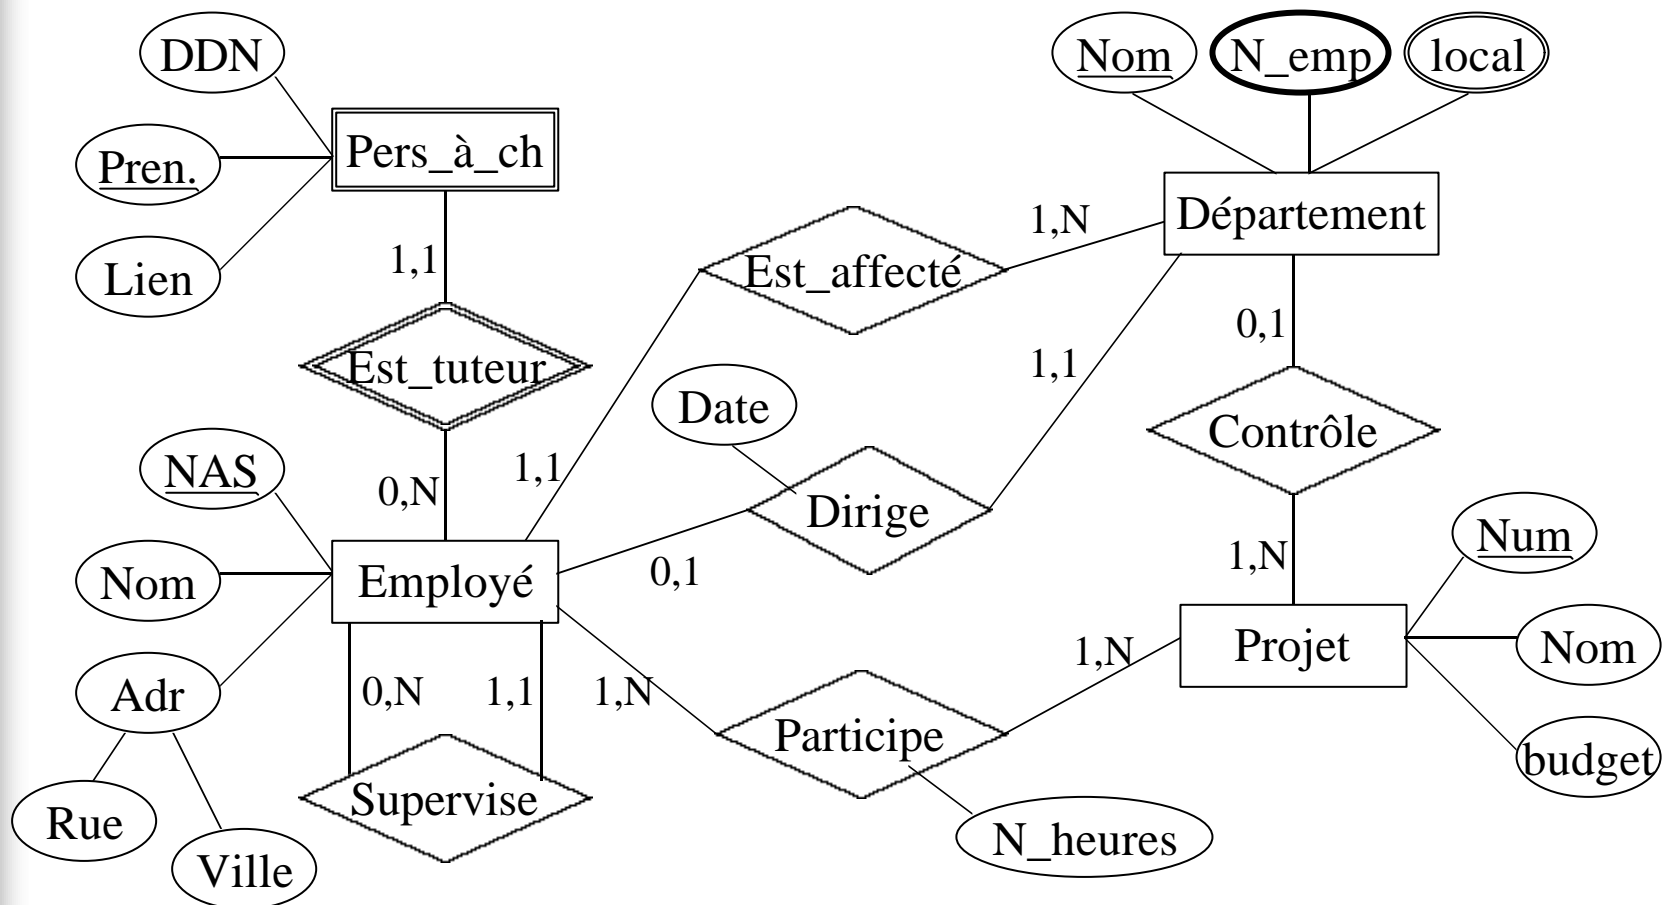 DDN
Nom
N_emp
local
Pren.
Pers_à_ch
Lien
1,1
Est_affecté
1,N
Département
Est_tuteur
Date
1,1
0,1
Contrôle
NAS
0,N
1,1
Dirige
Num
Nom
Employé
0,1
1,N
Projet
Nom
Adr
0,N
1,1
1,N
1,N
Participe
budget
Rue
Ville
Supervise
N_heures